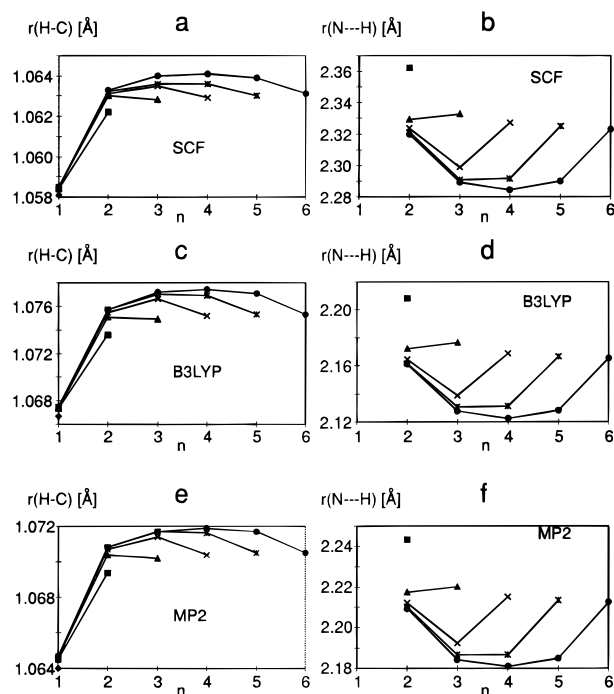 r(H-C) [Å] a
1.064
1.062
1.060
1.058
SCF
1 2 3 4 5 6
n
r(N---H) [Å] b
2.36
2.33
2.30
2.28
SCF
1 2 3 4 5 6
n
r(H-C) [Å] c
1.076
1.072
1.068
B3LYP
1 2 3 4 5 6
n
r(N---H) [Å] d
2.20
2.16
2.12
B3LYP
1 2 3 4 5 6
n
r(H-C) [Å] e
1.072
1.068
1.064
MP2
1 2 3 4 5 6
n
r(N---H) [Å] f
2.24
2.22
2.20
2.18
MP2
1 2 3 4 5 6
n